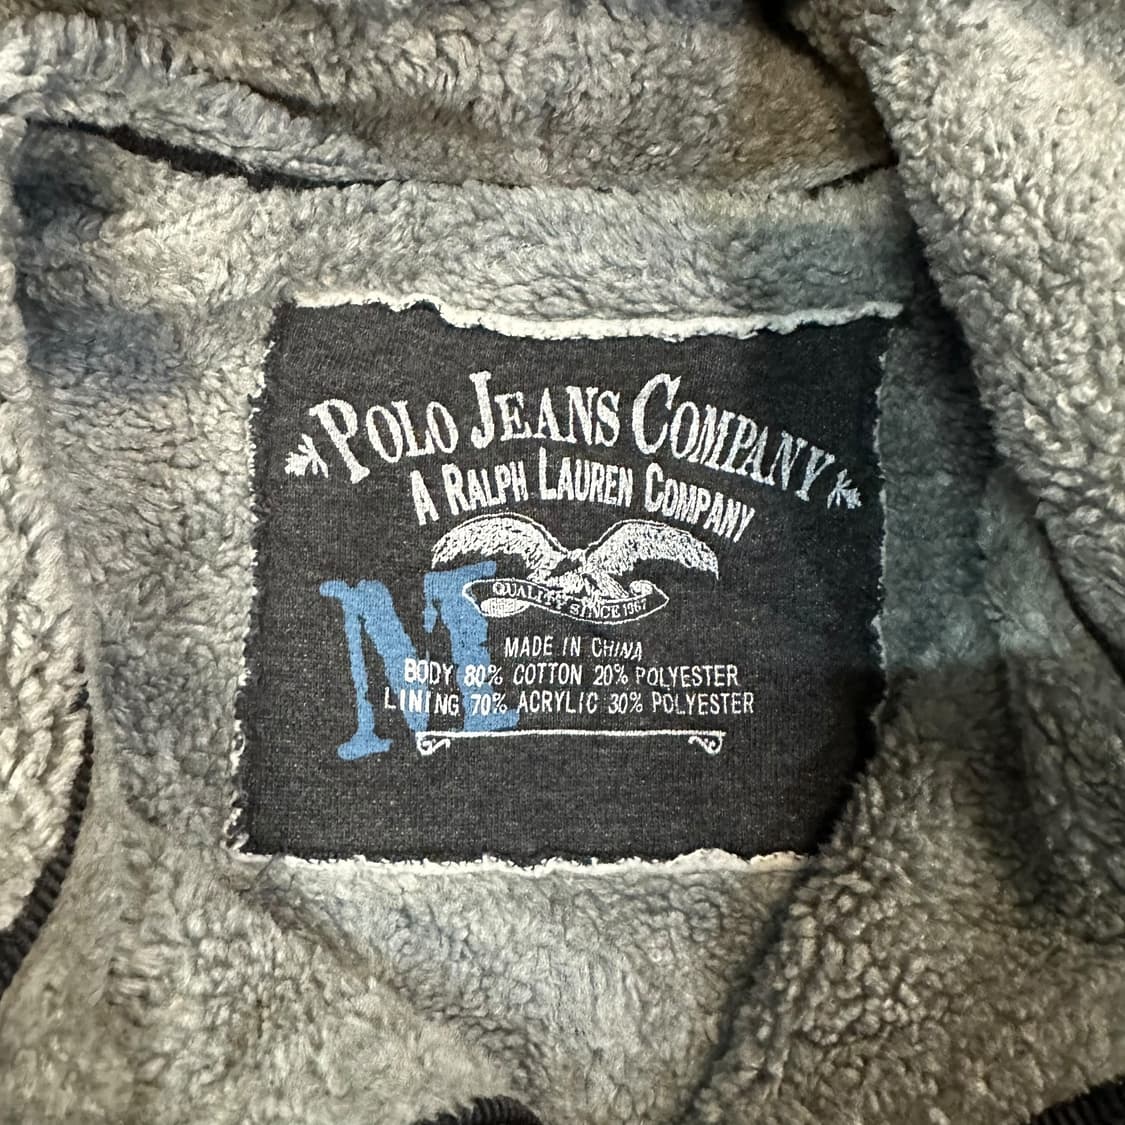 POLO JEANS COMPANY
A RALPH LAUREN COMPANY
QUALITY SINCE 1967
M
MADE IN CHINA
BODY 80% COTTON 20% POLYESTER
LINING 70% ACRYLIC 30% POLYESTER